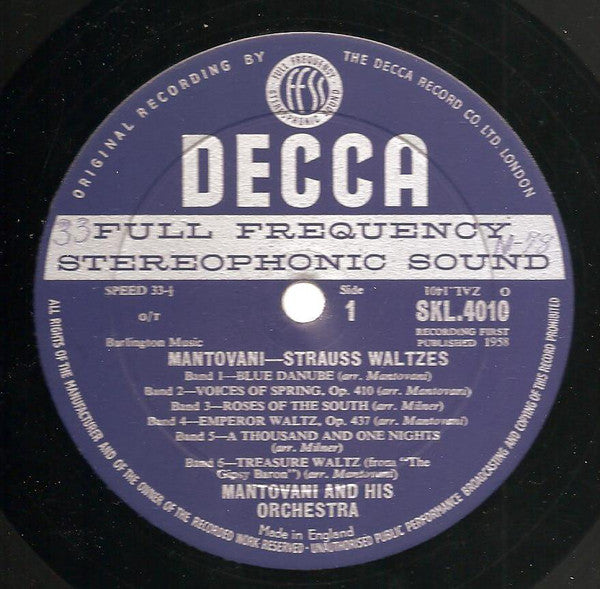 ORIGINAL RECORDING BY THE DECCA RECORD CO. LTD. LONDON
FULL FREQUENCY STEREOPHONIC SOUND
FFSS
DECCA
FULL FREQUENCY
STEREOPHONIC SOUND
33
SPEED 33-⅓
Side
1
ZAL.1401
O
SKL.4010
O/T
RECORDING FIRST
PUBLISHED 1958
Burlington Music
MANTOVANI—STRAUSS WALTZES
Band 1—BLUE DANUBE (arr. Mantovani)
Band 2—VOICES OF SPRING, Op. 410 (arr. Mantovani)
Band 3—ROSES OF THE SOUTH (arr. Milner)
Band 4—EMPEROR WALTZ, Op. 437 (arr. Mantovani)
Band 5—A THOUSAND AND ONE NIGHTS
(arr. Milner)
Band 6—TREASURE WALTZ (from "The
Gipsy Baron") (arr. Mantovani)
MANTOVANI AND HIS
ORCHESTRA
Made in England
ALL RIGHTS OF THE MANUFACTURER AND OF THE OWNER OF THE RECORDED WORK RESERVED · UNAUTHORISED PUBLIC PERFORMANCE BROADCASTING AND COPYING OF THIS RECORD PROHIBITED